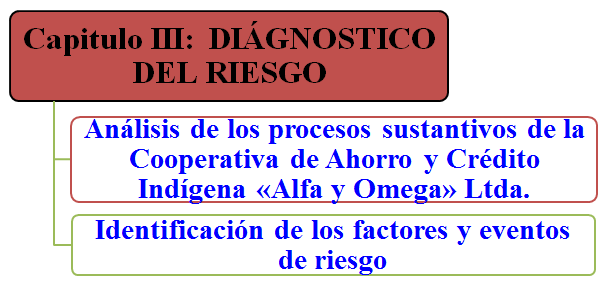 Capitulo III: DIÁGNOSTICO
DEL RIESGO
Análisis de los procesos sustantivos de la
Cooperativa de Ahorro y Crédito
Indígena «Alfa y Omega» Ltda.
Identificación de los factores y eventos
de riesgo